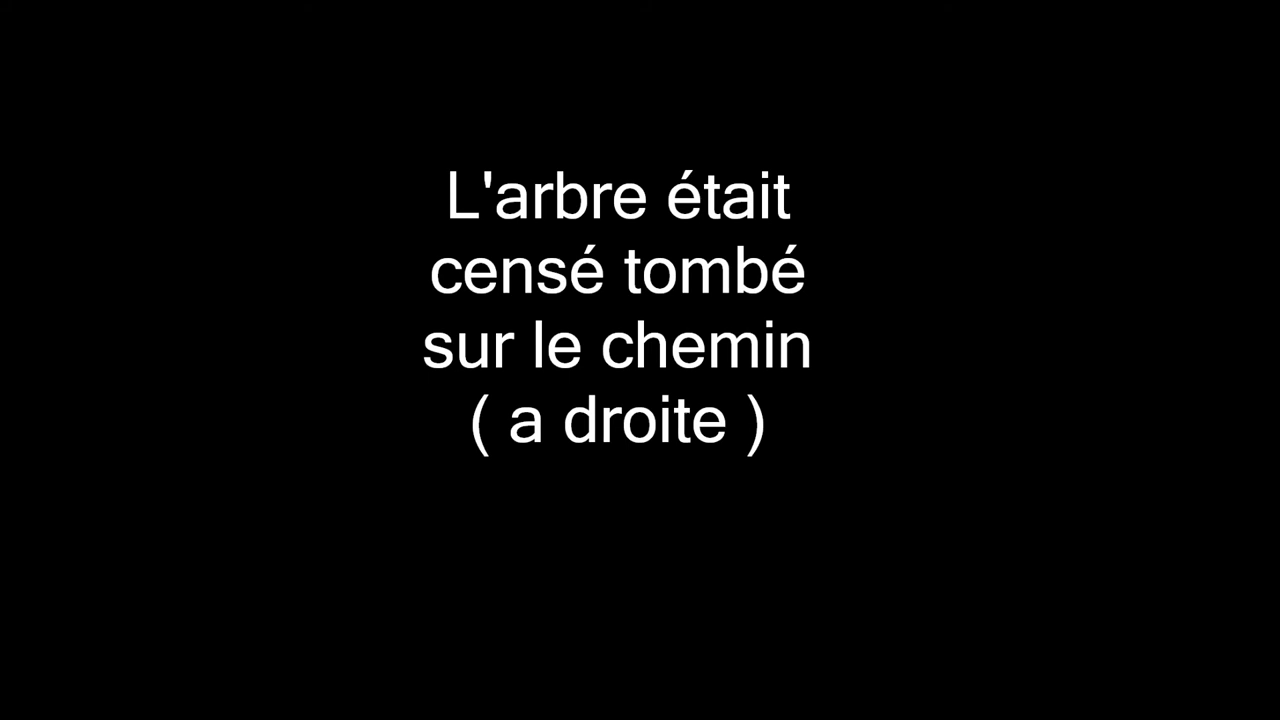 L'arbre était
censé tombé
sur le chemin
( a droite )